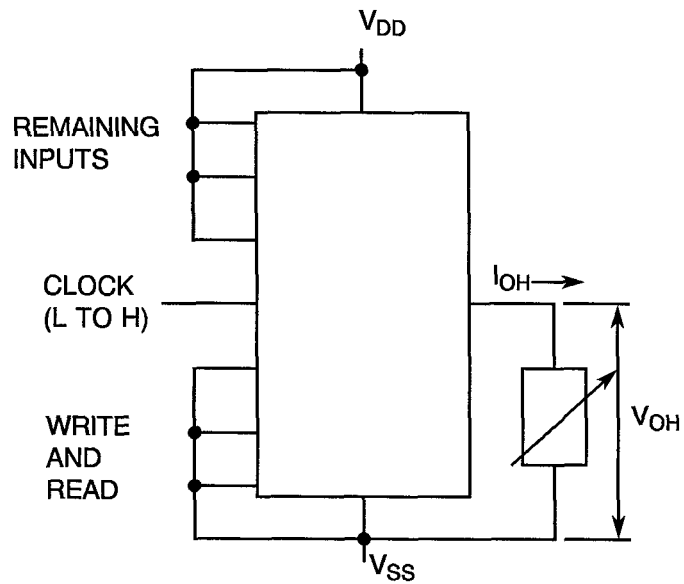 VDD
REMAINING
INPUTS
CLOCK
(L TO H)
IOH
WRITE
AND
READ
VOH
VSS